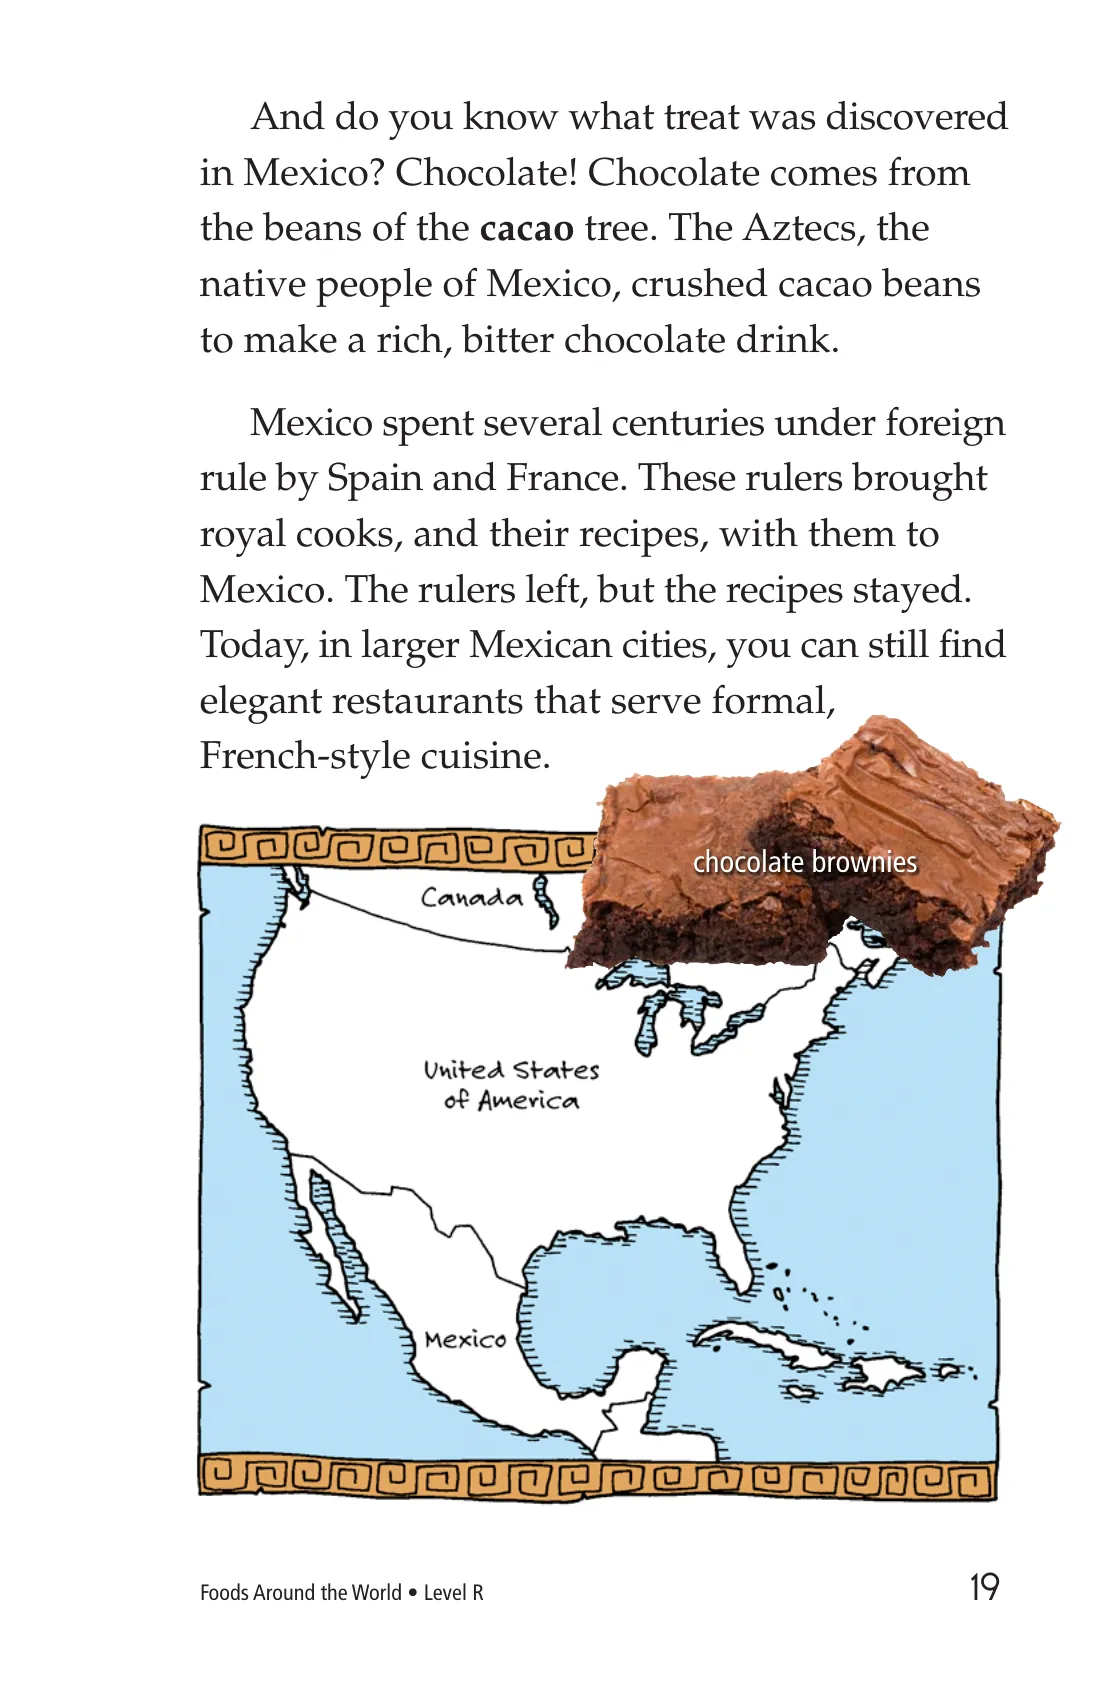 And do you know what treat was discovered
in Mexico? Chocolate! Chocolate comes from
the beans of the cacao tree. The Aztecs, the
native people of Mexico, crushed cacao beans
to make a rich, bitter chocolate drink.
Mexico spent several centuries under foreign
rule by Spain and France. These rulers brought
royal cooks, and their recipes, with them to
Mexico. The rulers left, but the recipes stayed.
Today, in larger Mexican cities, you can still find
elegant restaurants that serve formal,
French-style cuisine.
chocolate brownies
Canada
United States
of America
Mexico
Foods Around the World • Level R
19